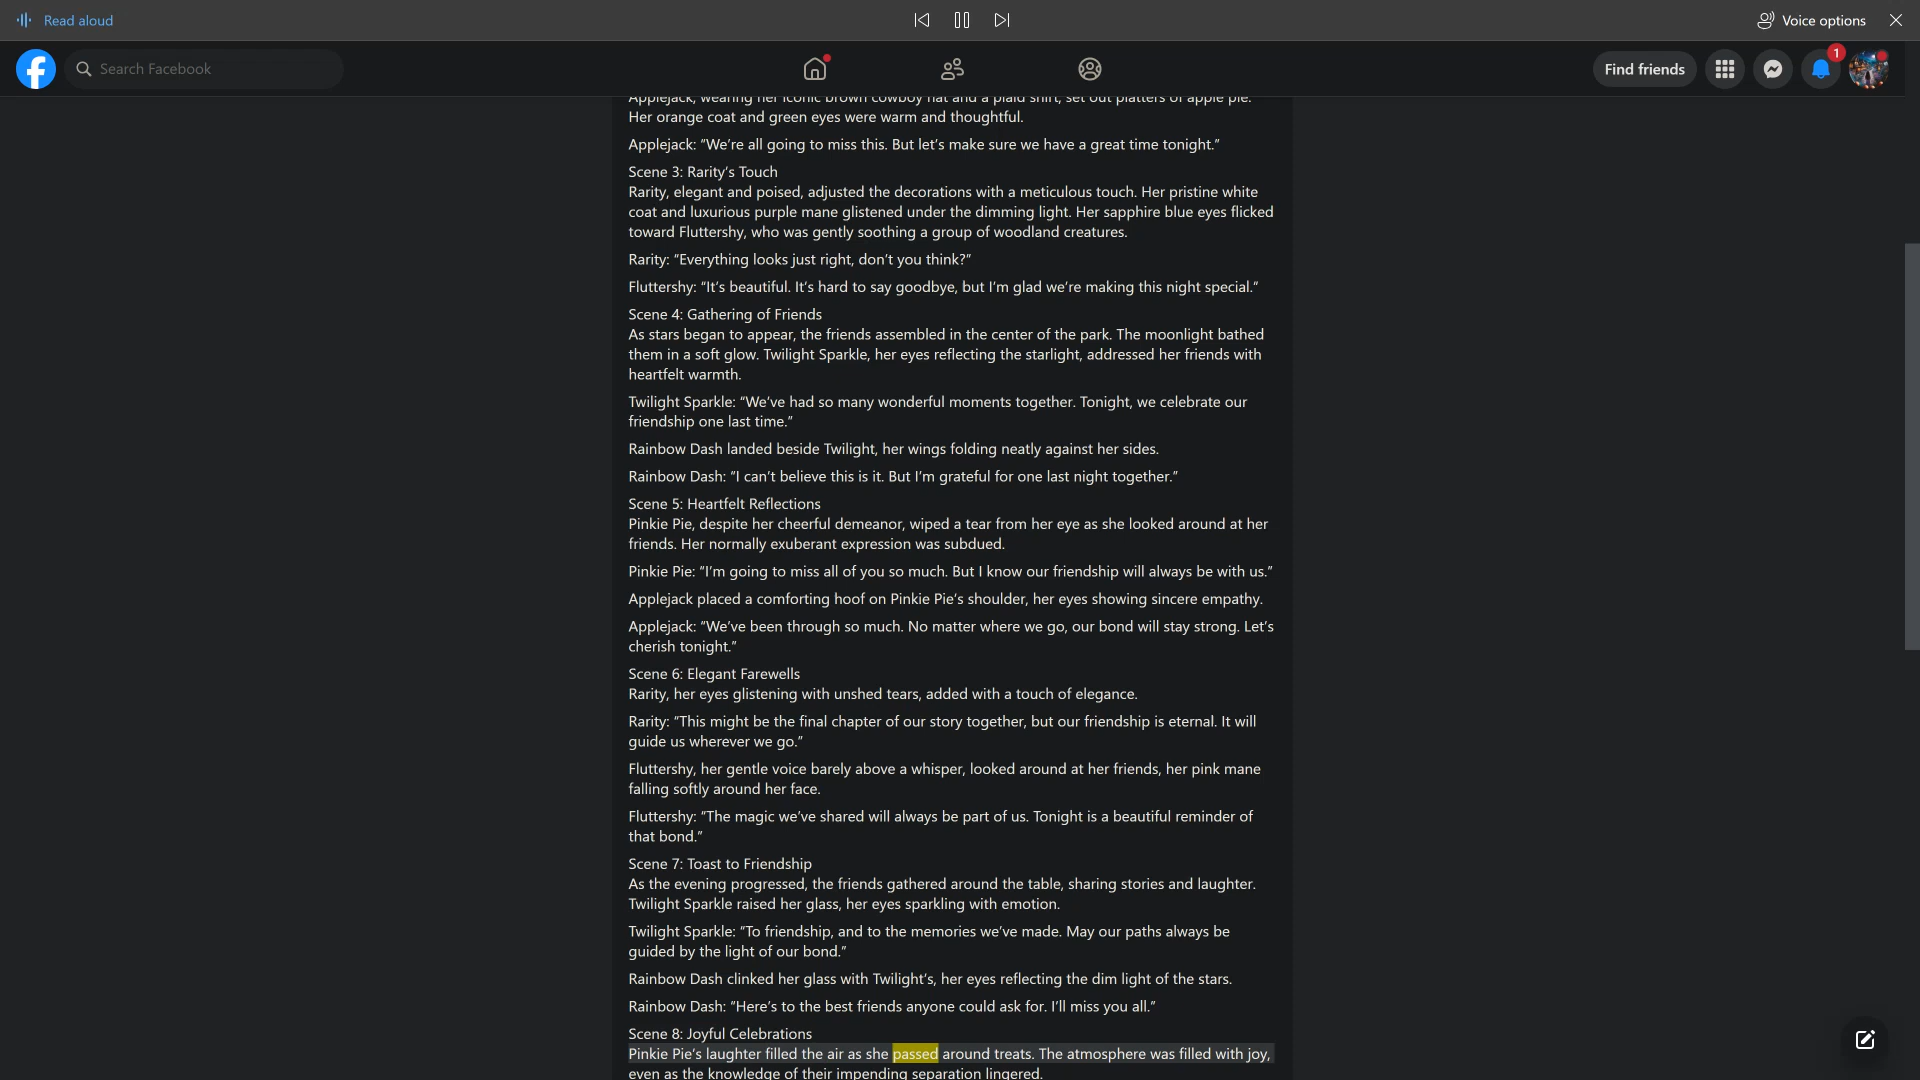 Read aloud
Voice options
Search Facebook
Find friends
1
Applejack, wearing her iconic brown cowboy hat and a plaid shirt, set out platters of apple pie.
Her orange coat and green eyes were warm and thoughtful.
Applejack: “We’re all going to miss this. But let’s make sure we have a great time tonight.”
Scene 3: Rarity’s Touch
Rarity, elegant and poised, adjusted the decorations with a meticulous touch. Her pristine white
coat and luxurious purple mane glistened under the dimming light. Her sapphire blue eyes flicked
toward Fluttershy, who was gently soothing a group of woodland creatures.
Rarity: “Everything looks just right, don’t you think?”
Fluttershy: “It’s beautiful. It’s hard to say goodbye, but I’m glad we’re making this night special.”
Scene 4: Gathering of Friends
As stars began to appear, the friends assembled in the center of the park. The moonlight bathed
them in a soft glow. Twilight Sparkle, her eyes reflecting the starlight, addressed her friends with
heartfelt warmth.
Twilight Sparkle: “We’ve had so many wonderful moments together. Tonight, we celebrate our
friendship one last time.”
Rainbow Dash landed beside Twilight, her wings folding neatly against her sides.
Rainbow Dash: “I can’t believe this is it. But I’m grateful for one last night together.”
Scene 5: Heartfelt Reflections
Pinkie Pie, despite her cheerful demeanor, wiped a tear from her eye as she looked around at her
friends. Her normally exuberant expression was subdued.
Pinkie Pie: “I’m going to miss all of you so much. But I know our friendship will always be with us.”
Applejack placed a comforting hoof on Pinkie Pie’s shoulder, her eyes showing sincere empathy.
Applejack: “We’ve been through so much. No matter where we go, our bond will stay strong. Let’s
cherish tonight.”
Scene 6: Elegant Farewells
Rarity, her eyes glistening with unshed tears, added with a touch of elegance.
Rarity: “This might be the final chapter of our story together, but our friendship is eternal. It will
guide us wherever we go.”
Fluttershy, her gentle voice barely above a whisper, looked around at her friends, her pink mane
falling softly around her face.
Fluttershy: “The magic we’ve shared will always be part of us. Tonight is a beautiful reminder of
that bond.”
Scene 7: Toast to Friendship
As the evening progressed, the friends gathered around the table, sharing stories and laughter.
Twilight Sparkle raised her glass, her eyes sparkling with emotion.
Twilight Sparkle: “To friendship, and to the memories we’ve made. May our paths always be
guided by the light of our bond.”
Rainbow Dash clinked her glass with Twilight’s, her eyes reflecting the dim light of the stars.
Rainbow Dash: “Here’s to the best friends anyone could ask for. I’ll miss you all.”
Scene 8: Joyful Celebrations
Pinkie Pie’s laughter filled the air as she passed around treats. The atmosphere was filled with joy,
even as the knowledge of their impending separation lingered.